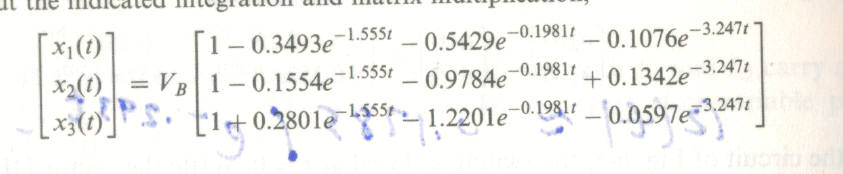 the indicated integration and matrix multiplication,
[x₁(t)] [1 − 0.3493e^−1.555t − 0.5429e^−0.1981t − 0.1076e^−3.247t]
[x₂(t)] = V_B [1 − 0.1554e^−1.555t − 0.9784e^−0.1981t + 0.1342e^−3.247t]
[x₃(t)] [1 + 0.2801e^−1.555t − 1.2201e^−0.1981t − 0.0597e^−3.247t]